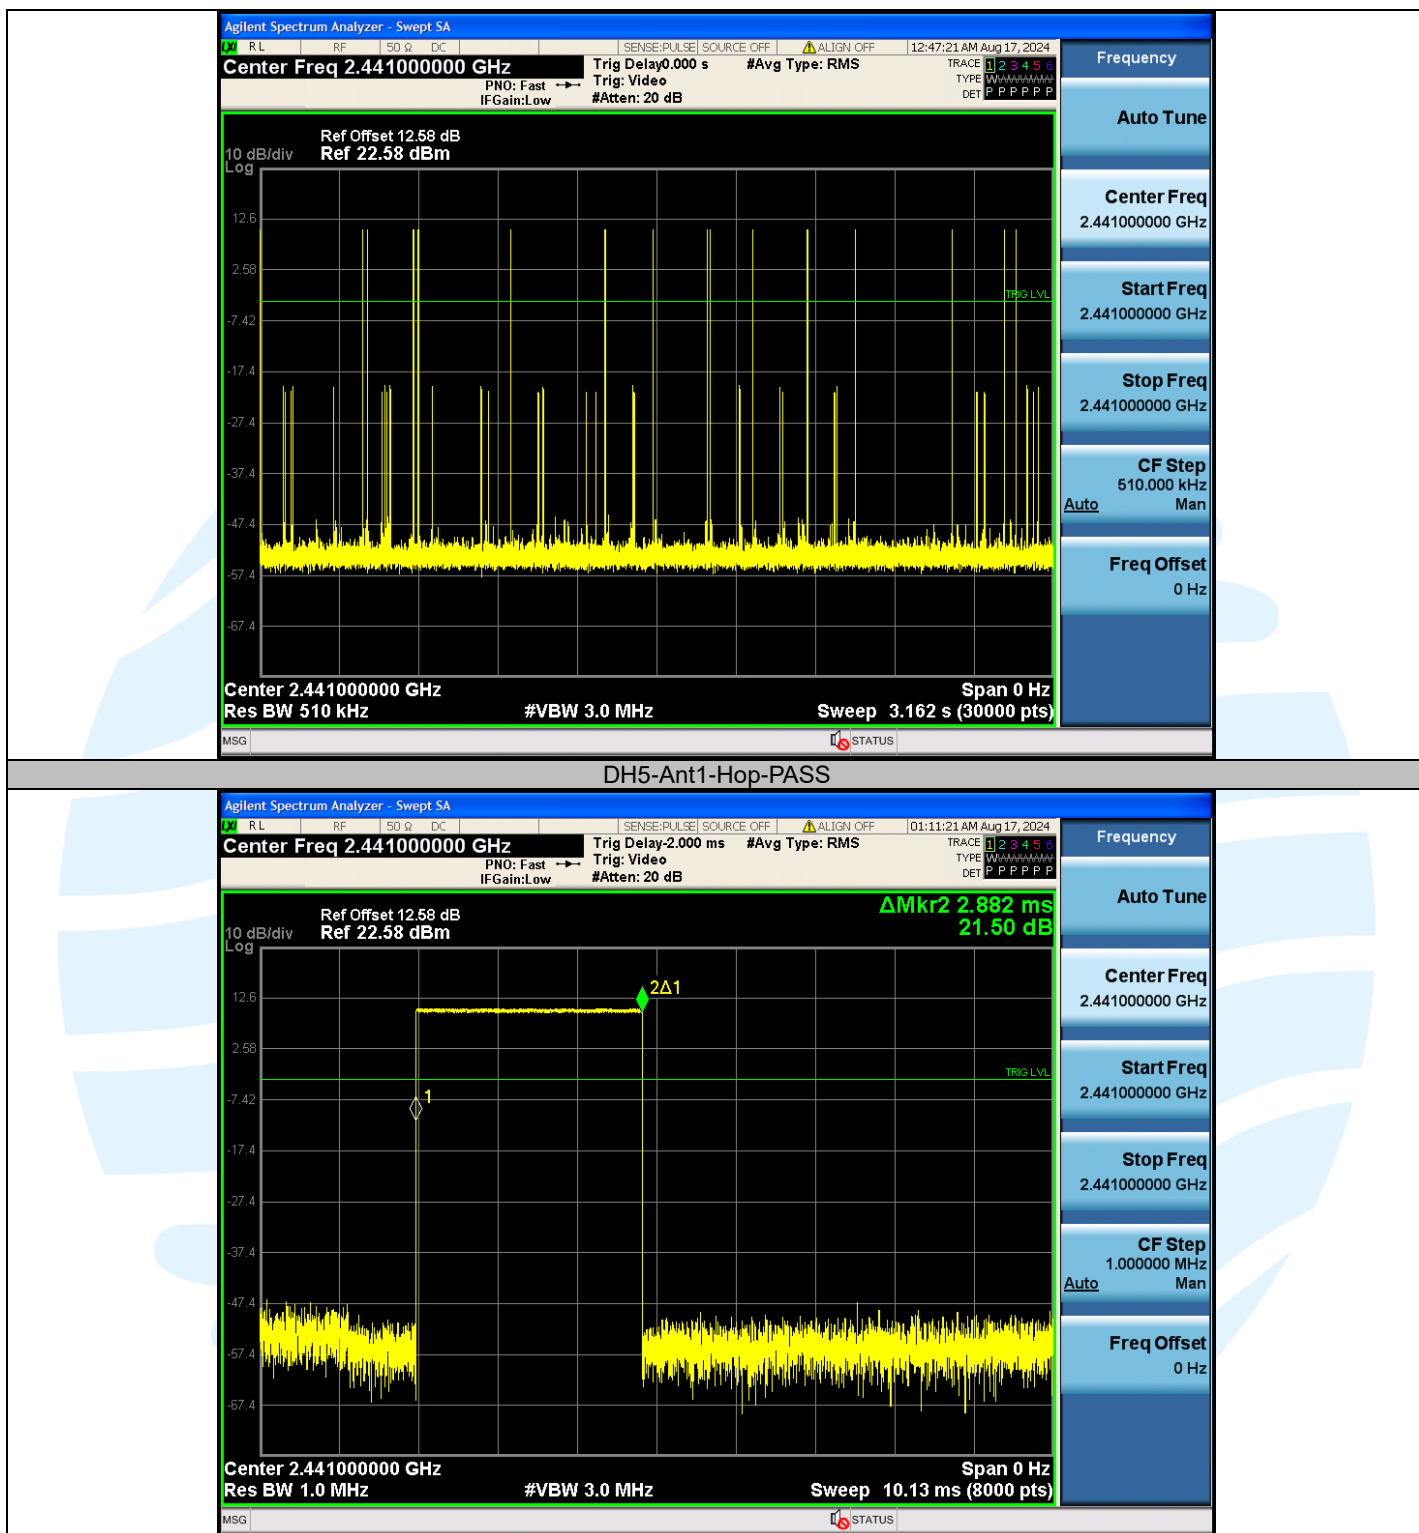 Agilent Spectrum Analyzer - Swept SA
LXI RL RF 50 Ω DC SENSE:PULSE SOURCE OFF ALIGN OFF 12:47:21 AM Aug 17, 2024
Center Freq 2.441000000 GHz
PNO: Fast
IFGain:Low
Trig Delay0.000 s
Trig: Video
#Atten: 20 dB
#Avg Type: RMS
TRACE 1 2 3 4 5 6
TYPE
DET P P P P P P
Ref Offset 12.58 dB
10 dB/div Ref 22.58 dBm
Log
12.6
2.58
TRIG LVL
-7.42
-17.4
-27.4
-37.4
-47.4
-57.4
-67.4
Center 2.441000000 GHz Span 0 Hz
Res BW 510 kHz #VBW 3.0 MHz Sweep 3.162 s (30000 pts)
MSG STATUS
Frequency
Auto Tune
Center Freq
2.441000000 GHz
Start Freq
2.441000000 GHz
Stop Freq
2.441000000 GHz
CF Step
510.000 kHz
Auto Man
Freq Offset
0 Hz
DH5-Ant1-Hop-PASS
Agilent Spectrum Analyzer - Swept SA
LXI RL RF 50 Ω DC SENSE:PULSE SOURCE OFF ALIGN OFF 01:11:21 AM Aug 17, 2024
Center Freq 2.441000000 GHz
PNO: Fast
IFGain:Low
Trig Delay-2.000 ms
Trig: Video
#Atten: 20 dB
#Avg Type: RMS
TRACE 1 2 3 4 5 6
TYPE
DET P P P P P P
ΔMkr2 2.882 ms
21.50 dB
Ref Offset 12.58 dB
10 dB/div Ref 22.58 dBm
Log
2Δ1
12.6
2.58
TRIG LVL
-7.42
1
-17.4
-27.4
-37.4
-47.4
-57.4
-67.4
Center 2.441000000 GHz Span 0 Hz
Res BW 1.0 MHz #VBW 3.0 MHz Sweep 10.13 ms (8000 pts)
MSG STATUS
Frequency
Auto Tune
Center Freq
2.441000000 GHz
Start Freq
2.441000000 GHz
Stop Freq
2.441000000 GHz
CF Step
1.000000 MHz
Auto Man
Freq Offset
0 Hz